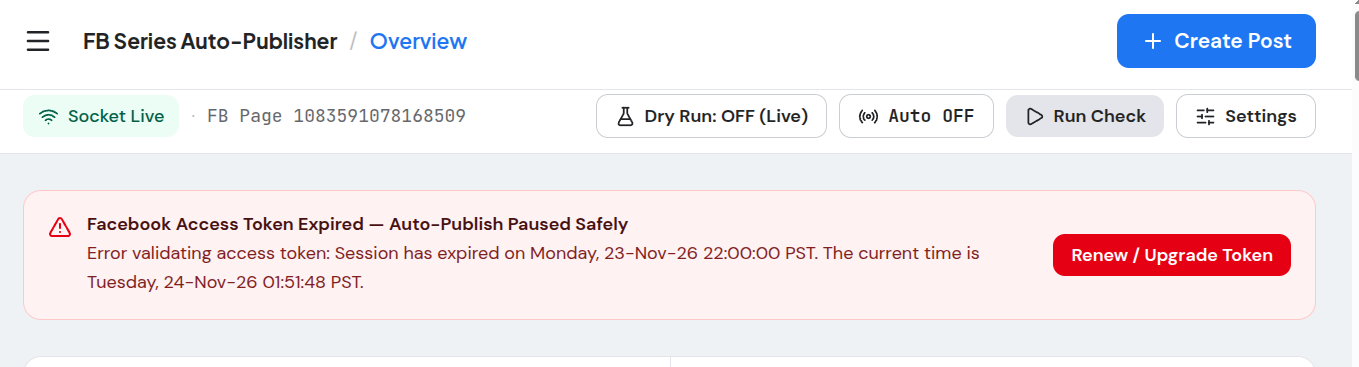 FB Series Auto-Publisher / Overview
+ Create Post
Socket Live · FB Page 1083591078168509
Dry Run: OFF (Live)
Auto OFF
Run Check
Settings
Facebook Access Token Expired — Auto-Publish Paused Safely
Error validating access token: Session has expired on Monday, 23-Nov-26 22:00:00 PST. The current time is
Tuesday, 24-Nov-26 01:51:48 PST.
Renew / Upgrade Token